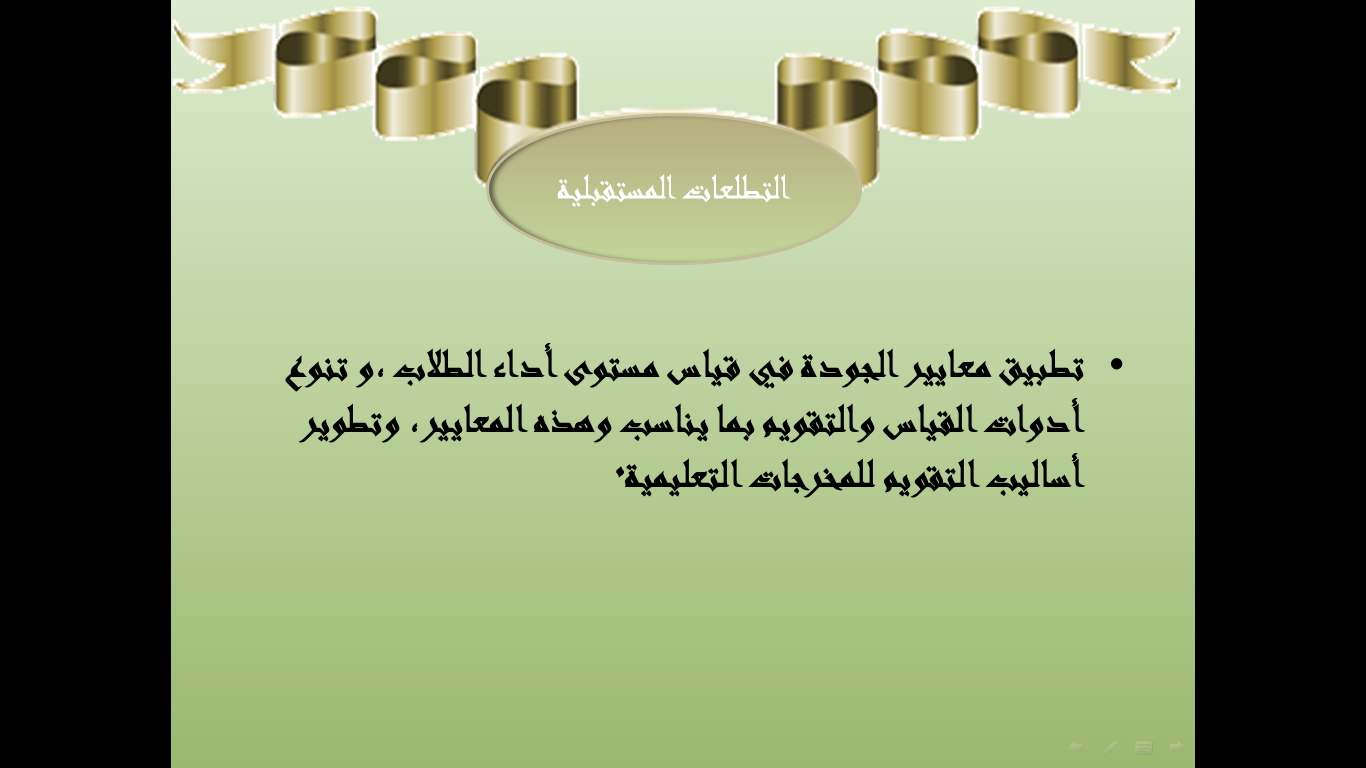 التطلعات المستقبلية
• تطبيق معايير الجودة في قياس مستوى أداء الطلاب ،و تنوع
أدوات القياس والتقويم بما يناسب وهذه المعايير، وتطوير
أساليب التقويم للمخرجات التعليمية.